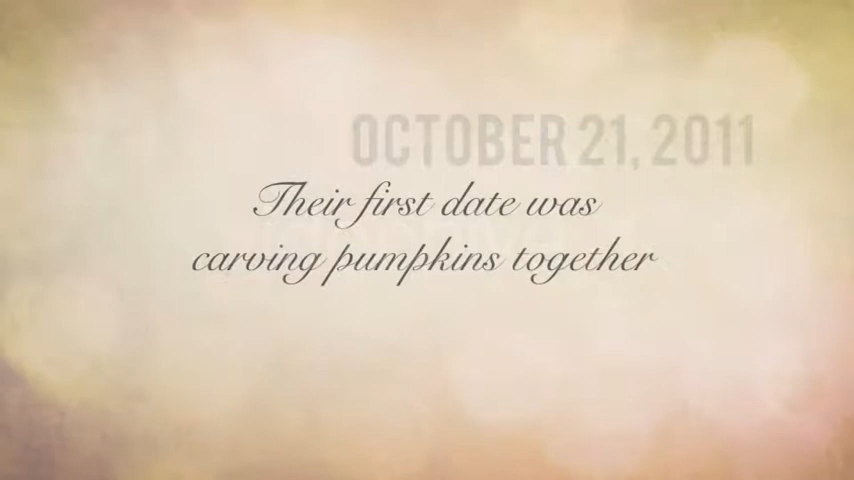 OCTOBER 21, 2011
Their first date was
carving pumpkins together